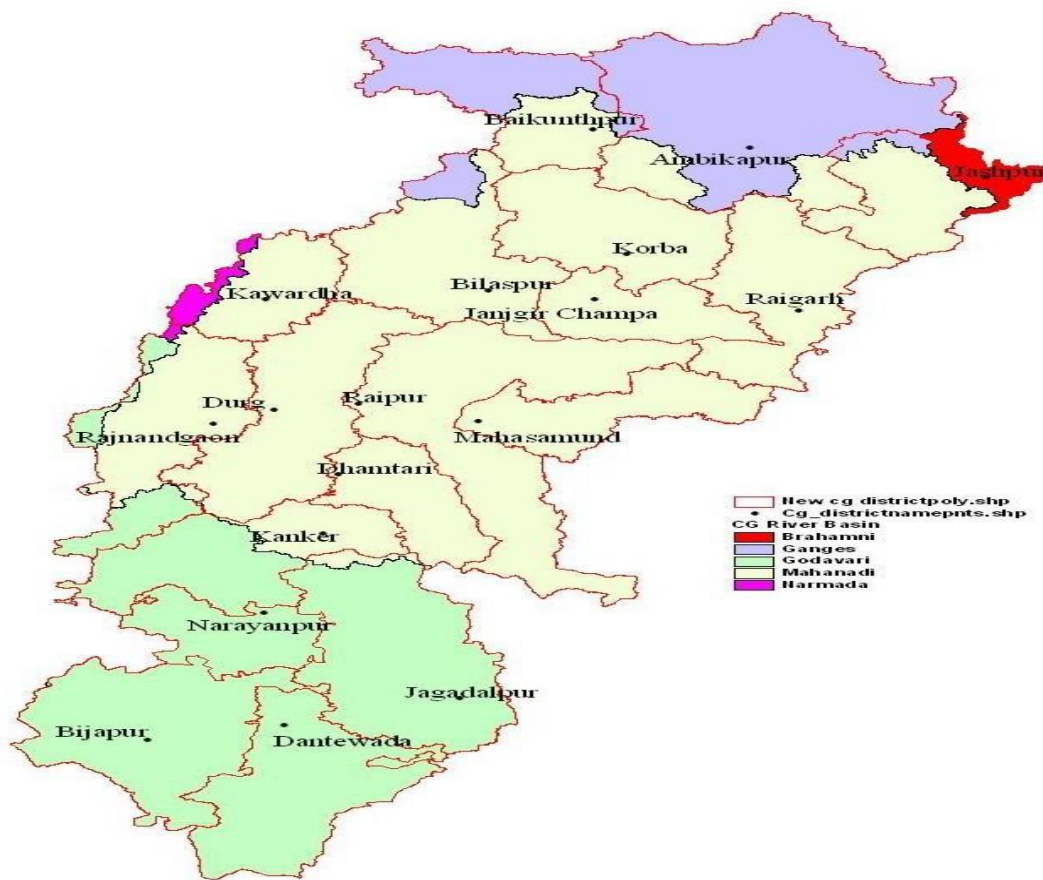 Baikunthpur
Ambikapur
Jashpur
Korba
Bilaspur
Kawardha
Janjgir Champa
Raigarh
Durg
Raipur
Rajnandgaon
Mahasamund
Dhamtari
Kanker
Narayanpur
Jagadalpur
Bijapur
Dantewada
New cg districtpoly.shp
Cg_districtnamepnts.shp
CG River Basin
Brahamni
Ganges
Godavari
Mahanadi
Narmada